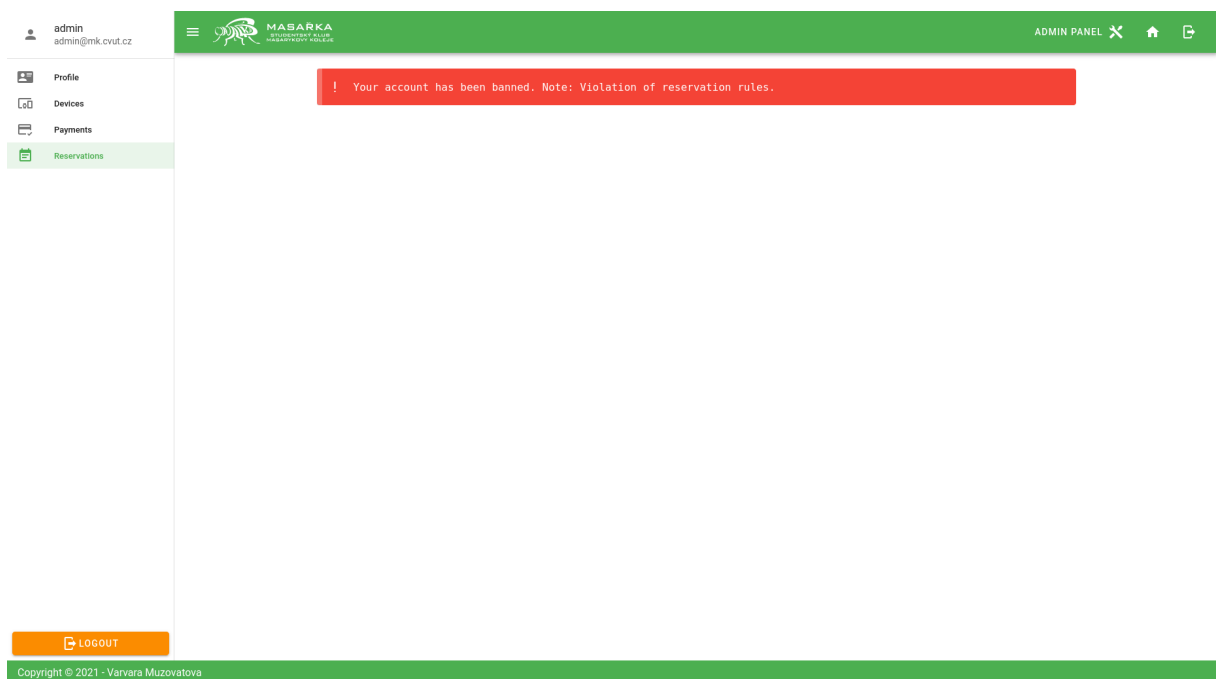 admin
admin@mk.cvut.cz
Profile
Devices
Payments
Reservations
LOGOUT
MASAŘKA
STUDENTSKÝ KLUB
MASARYKOVY KOLEJE
ADMIN PANEL
! Your account has been banned. Note: Violation of reservation rules.
Copyright © 2021 - Varvara Muzovatova